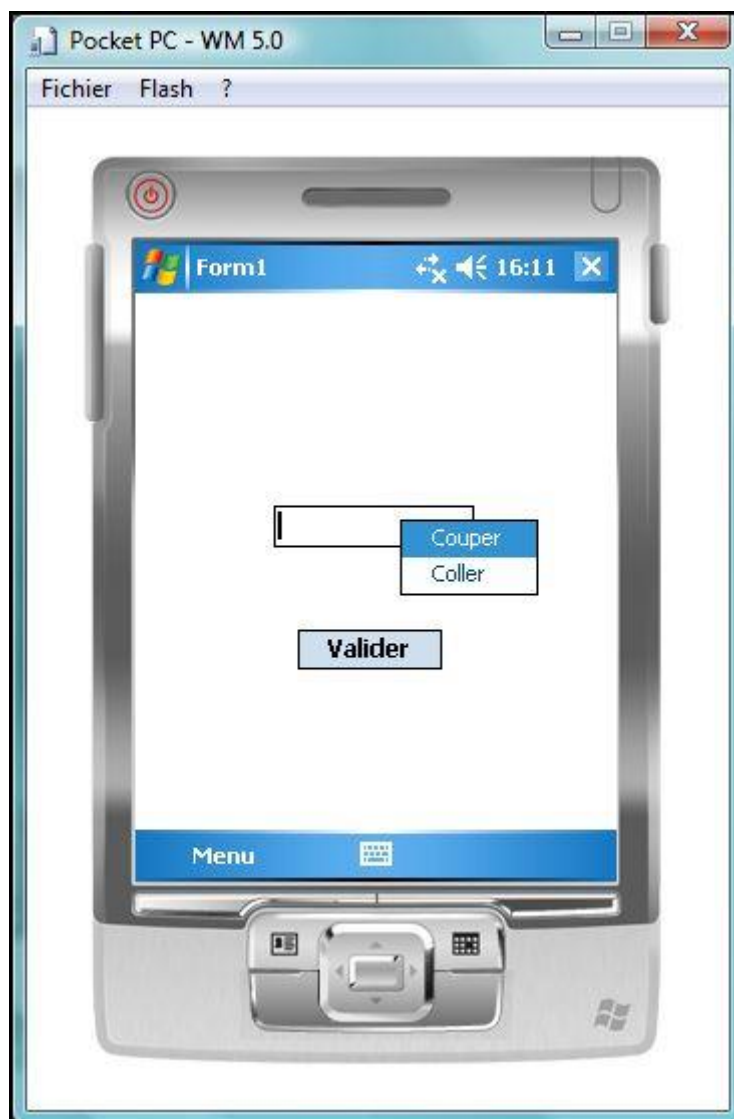 Pocket PC - WM 5.0
Fichier Flash ?
Form1 16:11
Couper
Coller
Valider
Menu